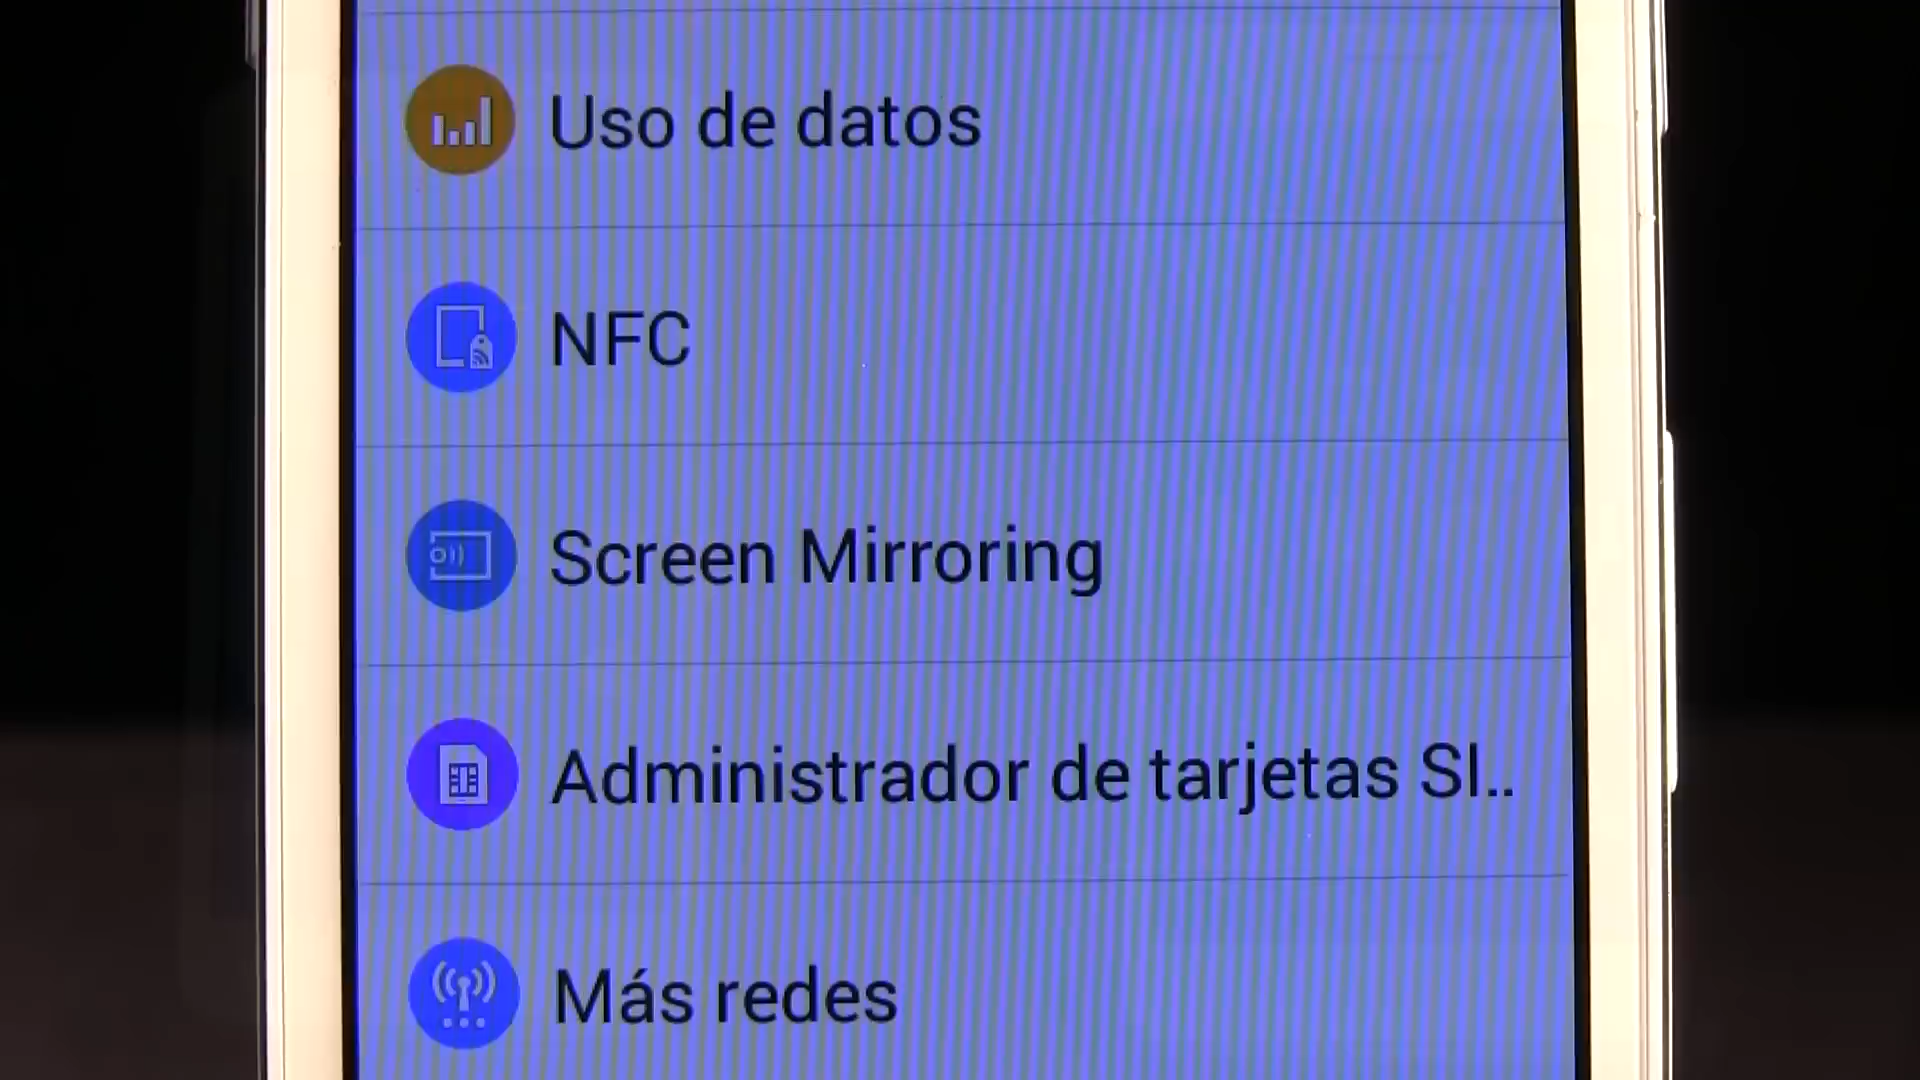 Uso de datos
NFC
Screen Mirroring
Administrador de tarjetas SI..
Más redes